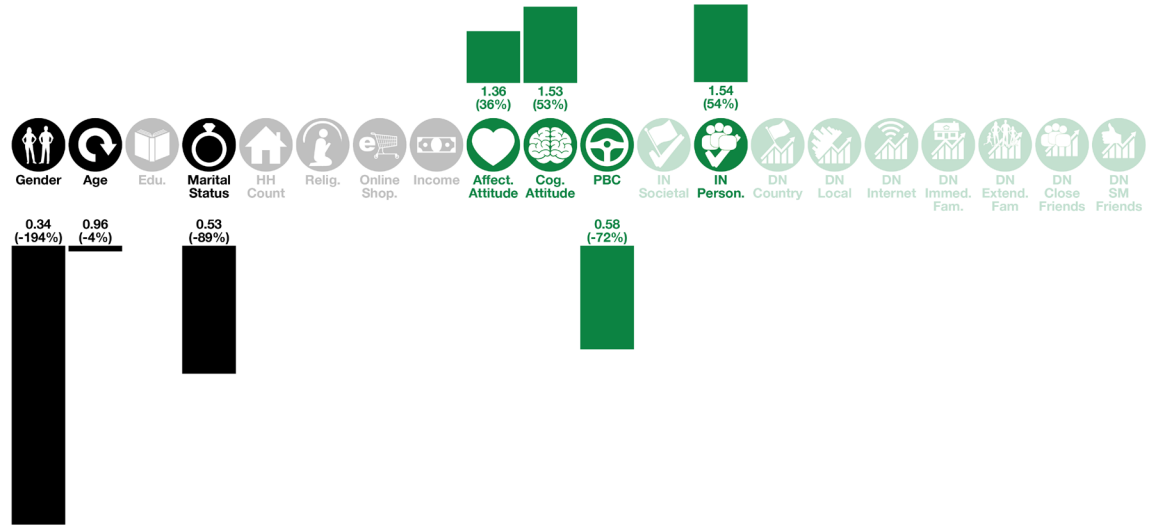 1.36
(36%)
1.53
(53%)
1.54
(54%)
e
Gender
Age
Edu.
Marital
Status
HH
Count
Relig.
Online
Shop.
Income
Affect.
Attitude
Cog.
Attitude
PBC
IN
Societal
IN
Person.
DN
Country
DN
Local
DN
Internet
DN
Immed.
Fam.
DN
Extend.
Fam
DN
Close
Friends
DN
SM
Friends
0.34
(-194%)
0.96
(-4%)
0.53
(-89%)
0.58
(-72%)